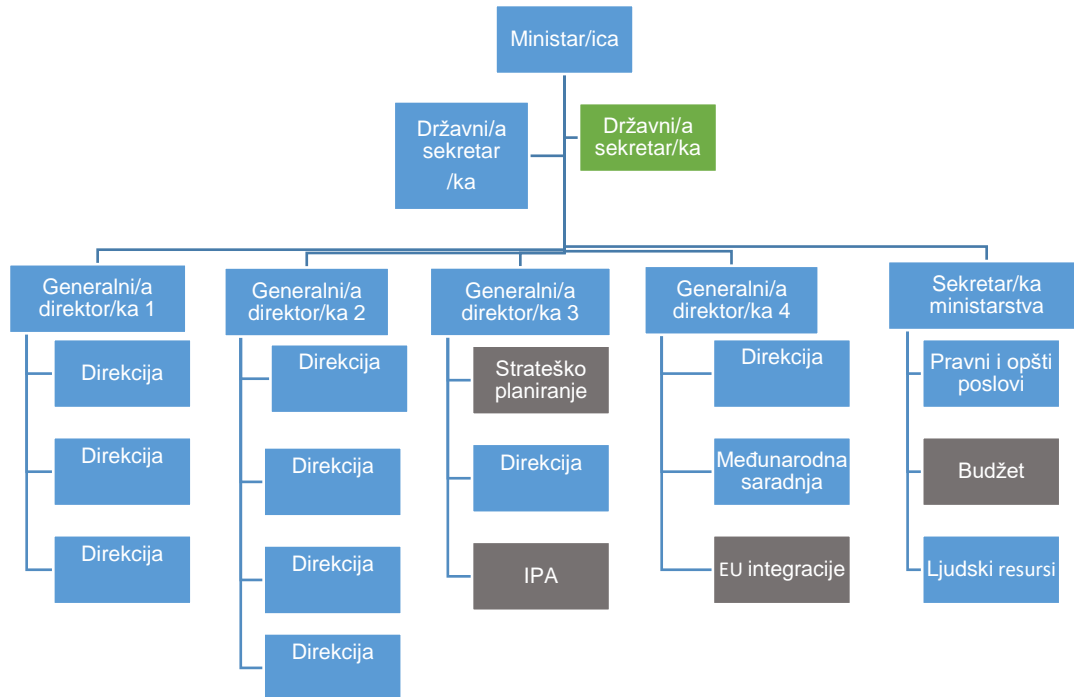 Ministar/ica
Državni/a
sekretar
/ka
Državni/a
sekretar/ka
Generalni/a
direktor/ka 1
Generalni/a
direktor/ka 2
Generalni/a
direktor/ka 3
Generalni/a
direktor/ka 4
Sekretar/ka
ministarstva
Direkcija
Direkcija
Direkcija
Direkcija
Direkcija
Direkcija
Direkcija
Strateško
planiranje
Direkcija
IPA
Direkcija
Međunarodna
saradnja
EU integracije
Pravni i opšti
poslovi
Budžet
Ljudski resursi